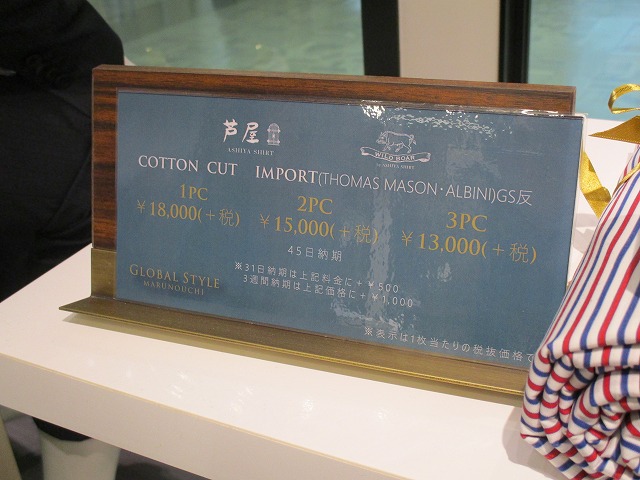 芦屋
ASHIYA SHIRT
WILD BOAR
by ASHIYA SHIRT
COTTON CUT IMPORT(THOMAS MASON・ALBINI)GS反
1PC 2PC 3PC
￥18,000(+税) ￥15,000(+税) ￥13,000(+税)
45日納期
※31日納期は上記料金に+￥500
3週間納期は上記価格に+￥1,000
GLOBAL STYLE
MARUNOUCHI
※表示は1枚当たりの税抜価格で